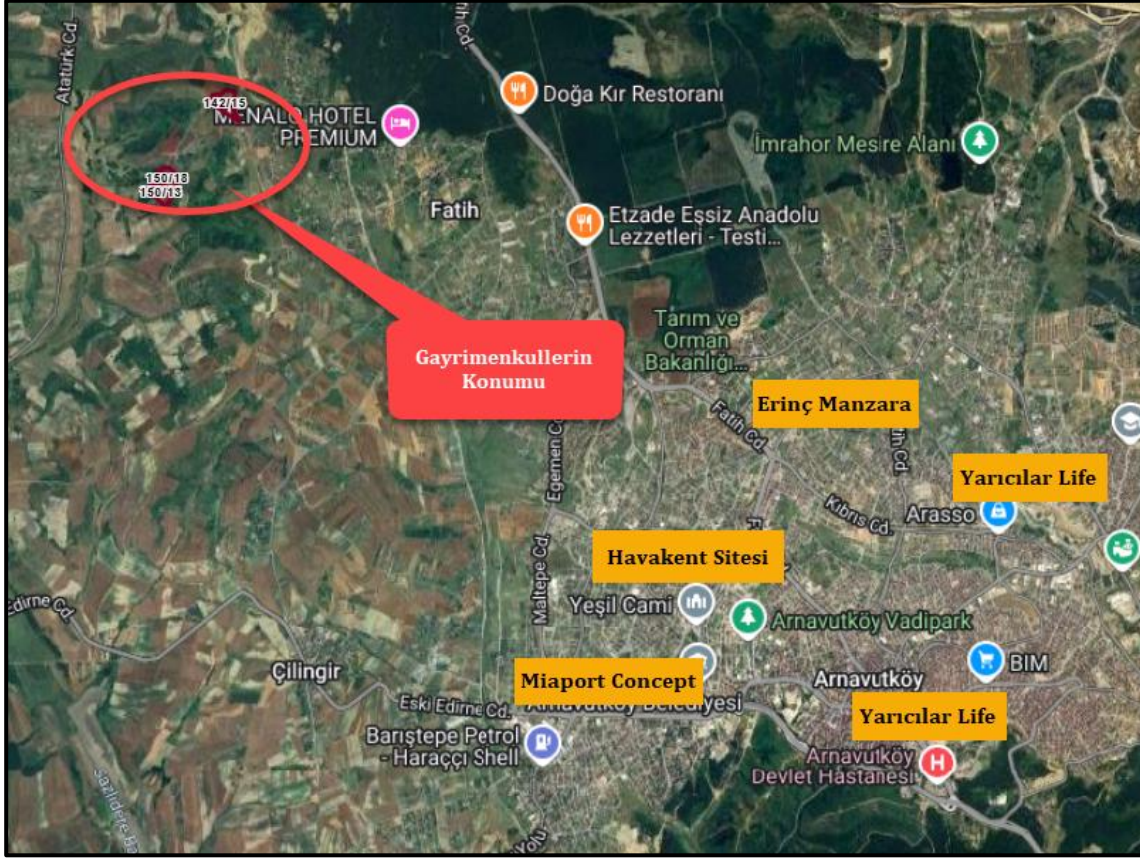 Atatürk Cd.
142/15
MENALO HOTEL
PREMIUM
150/18
150/13
Fatih
Doğa Kır Restoranı
İmrahor Mesire Alanı
Etzade Eşsiz Anadolu
Lezzetleri - Testi...
Gayrimenkullerin
Konumu
Tarım ve
Orman
Bakanlığı...
Erinç Manzara
Fatih Cd.
Egemen Cd.
Yarıcılar Life
Arasso
Kıbrıs Cd.
Havakent Sitesi
Maltepe Cd.
Yeşil Cami
Arnavutköy Vadipark
Edirne Cd.
Çilingir
Miaport Concept
BIM
Arnavutköy
Eski Edirne Cd.
Arnavutköy Belediyesi
Yarıcılar Life
Barıştepe Petrol
- Haraççı Shell
Arnavutköy
Devlet Hastanesi
Yolu